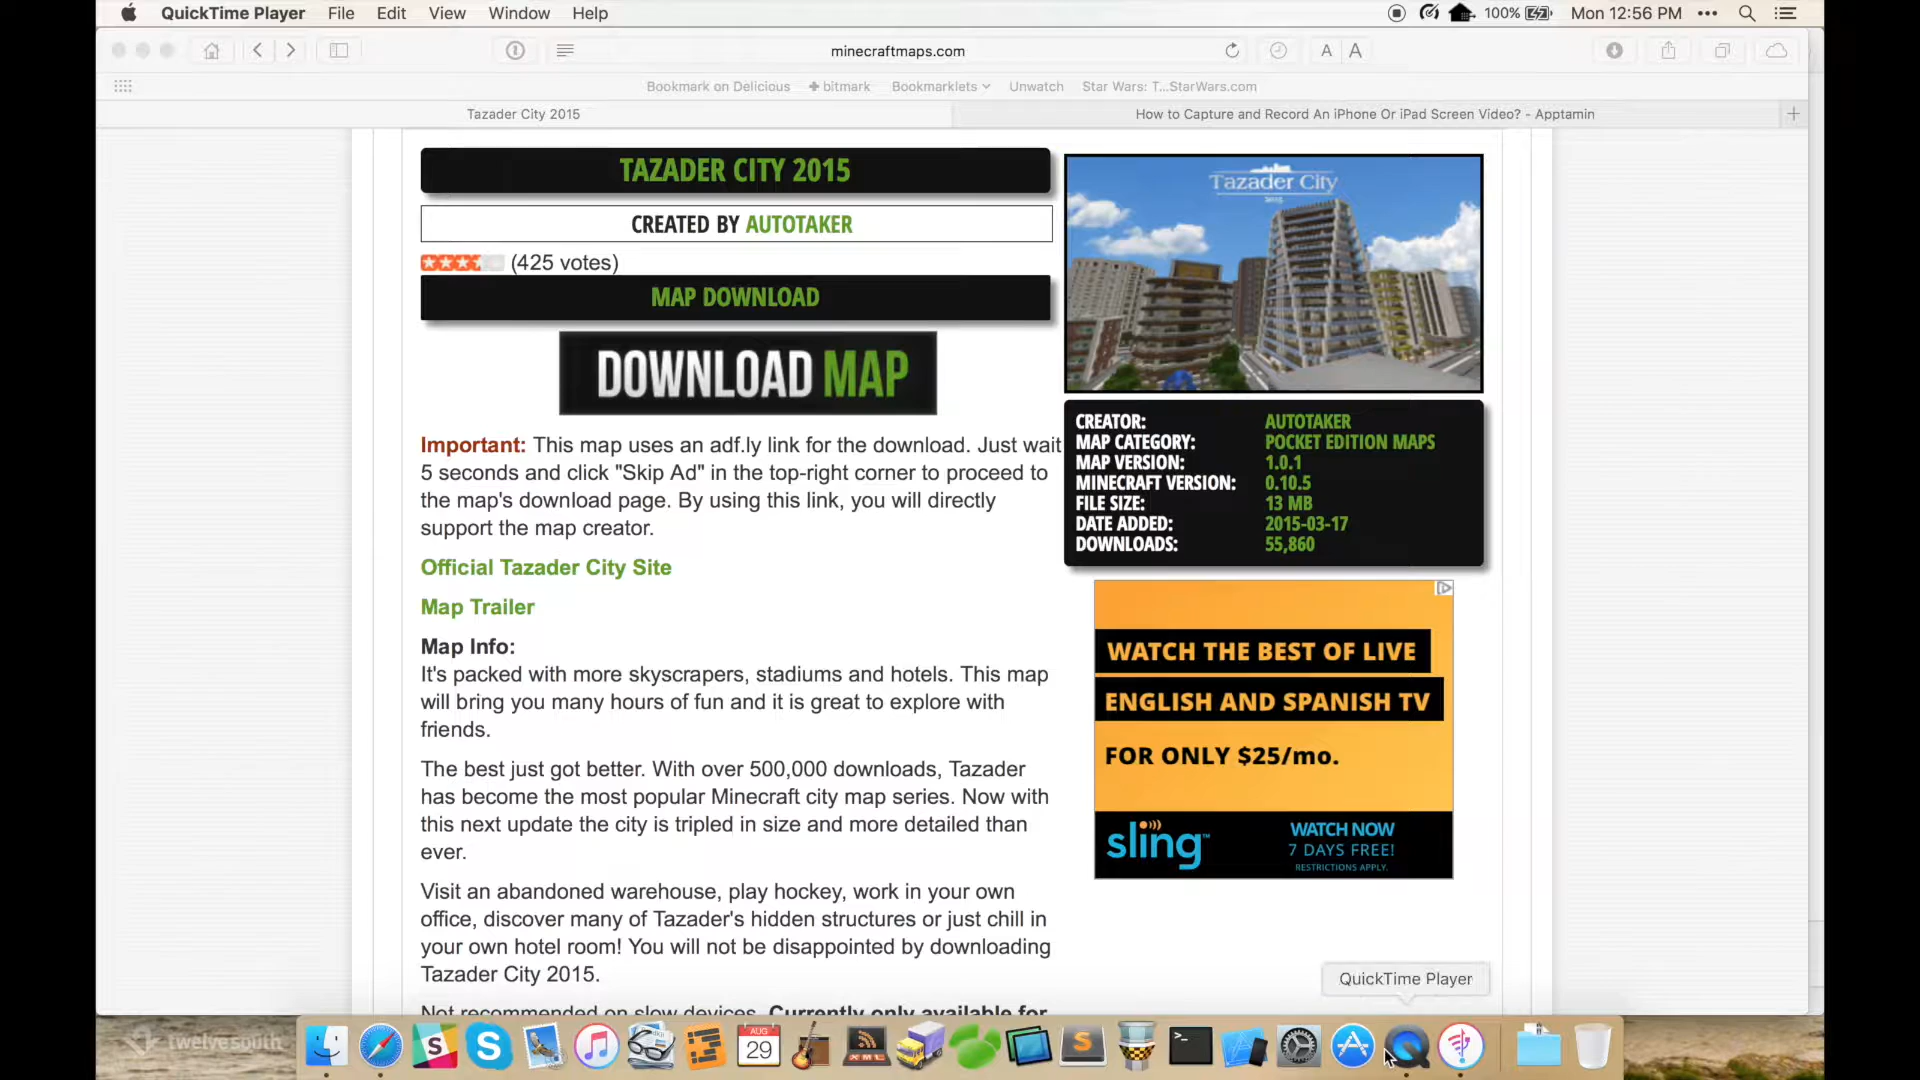 QuickTime Player File Edit View Window Help 100% Mon 12:56 PM
minecraftmaps.com A A
Bookmark on Delicious bitmark Bookmarklets Unwatch Star Wars: T...StarWars.com
Tazader City 2015 How to Capture and Record An iPhone Or iPad Screen Video? - Apptamin
TAZADER CITY 2015
CREATED BY AUTOTAKER
(425 votes)
MAP DOWNLOAD
DOWNLOAD MAP
Important: This map uses an adf.ly link for the download. Just wait
5 seconds and click "Skip Ad" in the top-right corner to proceed to
the map's download page. By using this link, you will directly
support the map creator.
Official Tazader City Site
Map Trailer
Map Info:
It's packed with more skyscrapers, stadiums and hotels. This map
will bring you many hours of fun and it is great to explore with
friends.
The best just got better. With over 500,000 downloads, Tazader
has become the most popular Minecraft city map series. Now with
this next update the city is tripled in size and more detailed than
ever.
Visit an abandoned warehouse, play hockey, work in your own
office, discover many of Tazader's hidden structures or just chill in
your own hotel room! You will not be disappointed by downloading
Tazader City 2015.
Not recommended on slow devices. Currently only available for
Tazader City
2015
CREATOR: AUTOTAKER
MAP CATEGORY: POCKET EDITION MAPS
MAP VERSION: 1.0.1
MINECRAFT VERSION: 0.10.5
FILE SIZE: 13 MB
DATE ADDED: 2015-03-17
DOWNLOADS: 55,860
WATCH THE BEST OF LIVE
ENGLISH AND SPANISH TV
FOR ONLY $25/mo.
sling
WATCH NOW
7 DAYS FREE!
RESTRICTIONS APPLY.
QuickTime Player
twelvesouth
AUG
29
XML